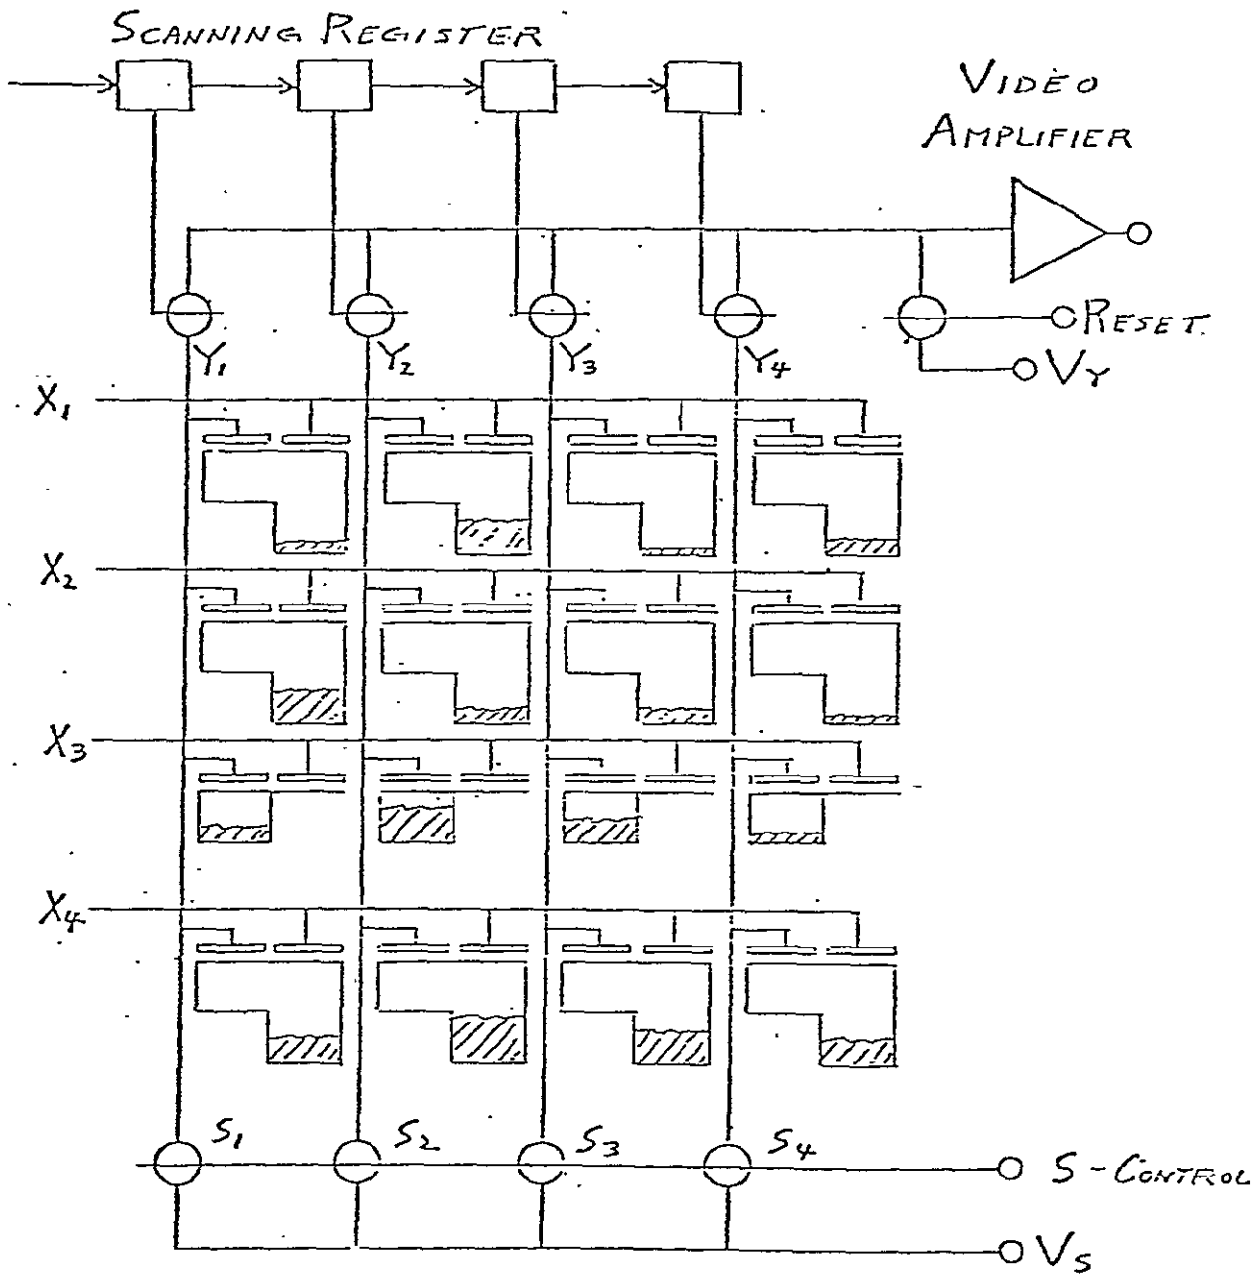 SCANNING REGISTER
VIDEO
AMPLIFIER
RESET.
Y1
Y2
Y3
Y4
VY
X1
X2
X3
X4
S1
S2
S3
S4
S-CONTROL
VS